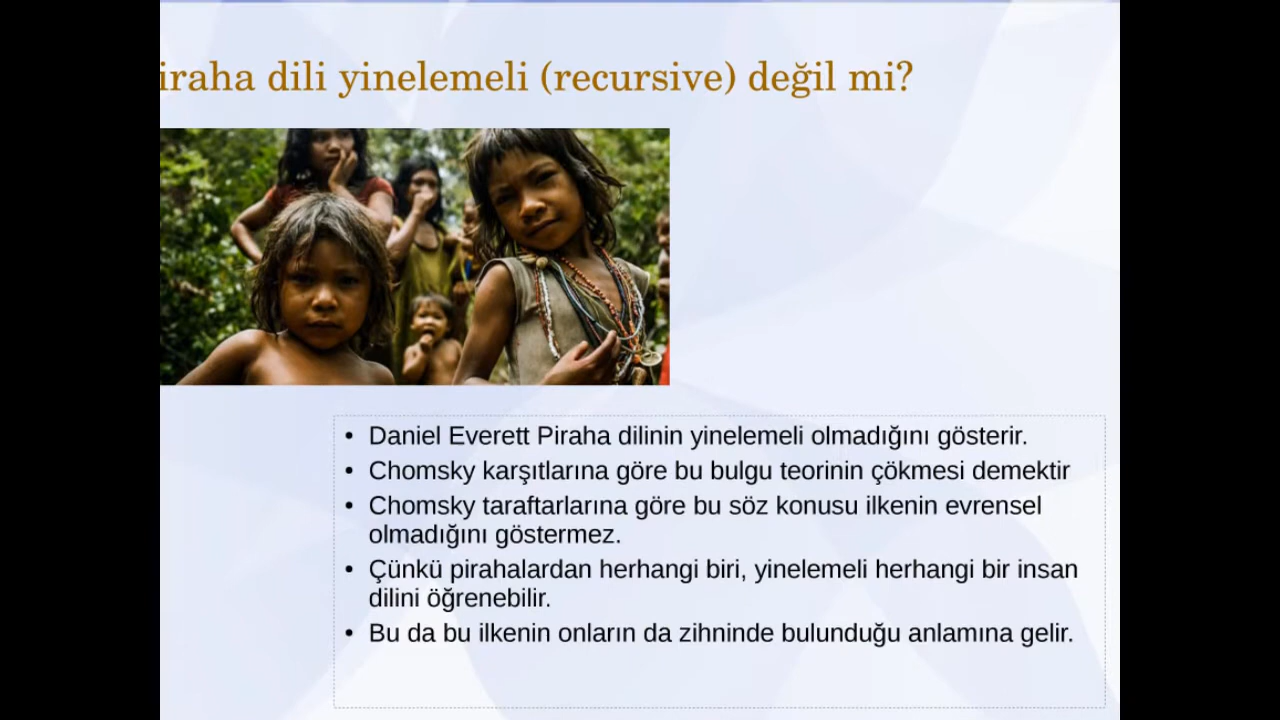 iraha dili yinelemeli (recursive) değil mi?
• Daniel Everett Piraha dilinin yinelemeli olmadığını gösterir.
• Chomsky karşıtlarına göre bu bulgu teorinin çökmesi demektir
• Chomsky taraftarlarına göre bu söz konusu ilkenin evrensel
olmadığını göstermez.
• Çünkü pirahalardan herhangi biri, yinelemeli herhangi bir insan
dilini öğrenebilir.
• Bu da bu ilkenin onların da zihninde bulunduğu anlamına gelir.